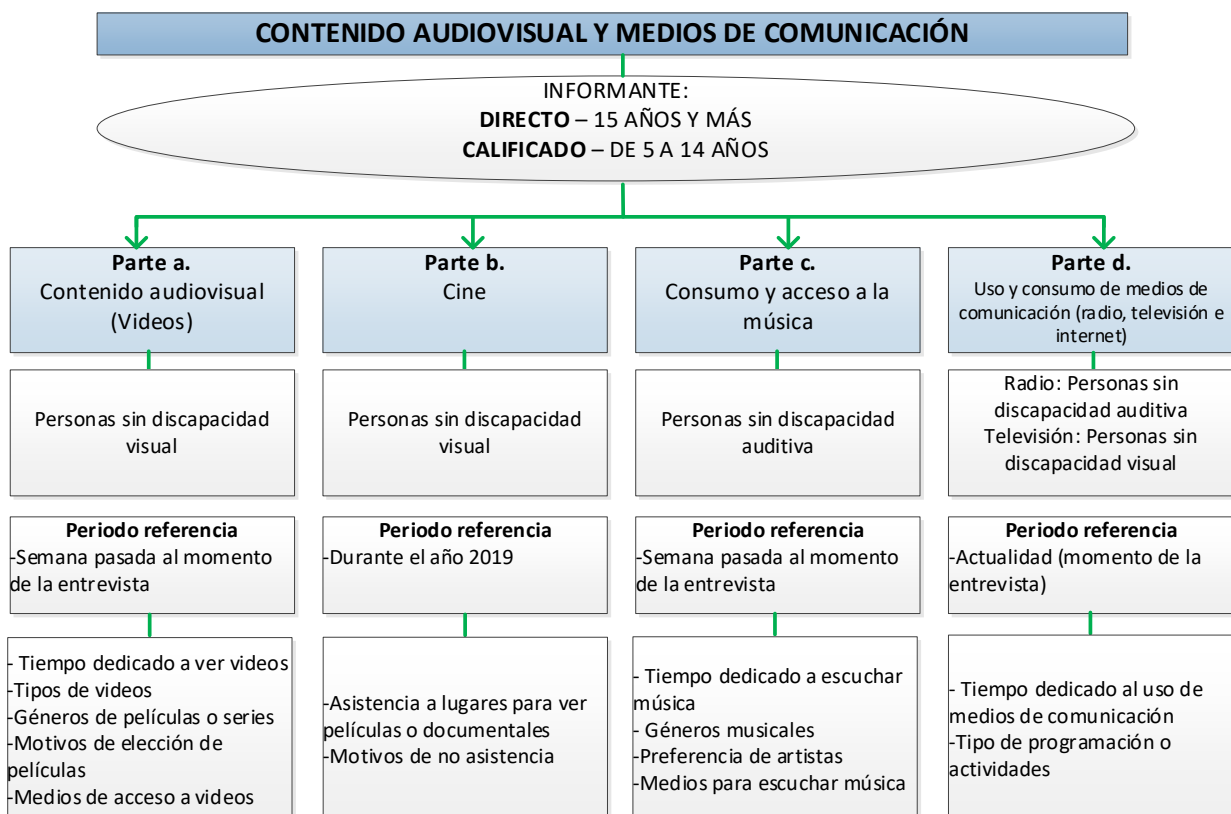 CONTENIDO AUDIOVISUAL Y MEDIOS DE COMUNICACIÓN
INFORMANTE:
DIRECTO – 15 AÑOS Y MÁS
CALIFICADO – DE 5 A 14 AÑOS
Parte a.
Contenido audiovisual
(Videos)
Personas sin discapacidad
visual
Periodo referencia
-Semana pasada al momento
de la entrevista
- Tiempo dedicado a ver videos
-Tipos de videos
-Géneros de películas o series
-Motivos de elección de
películas
-Medios de acceso a videos
Parte b.
Cine
Personas sin discapacidad
visual
Periodo referencia
-Durante el año 2019
-Asistencia a lugares para ver
películas o documentales
-Motivos de no asistencia
Parte c.
Consumo y acceso a la
música
Personas sin discapacidad
auditiva
Periodo referencia
-Semana pasada al momento
de la entrevista
- Tiempo dedicado a escuchar
música
- Géneros musicales
-Preferencia de artistas
-Medios para escuchar música
Parte d.
Uso y consumo de medios de
comunicación (radio, televisión e
internet)
Radio: Personas sin
discapacidad auditiva
Televisión: Personas sin
discapacidad visual
Periodo referencia
-Actualidad (momento de la
entrevista)
- Tiempo dedicado al uso de
medios de comunicación
-Tipo de programación o
actividades